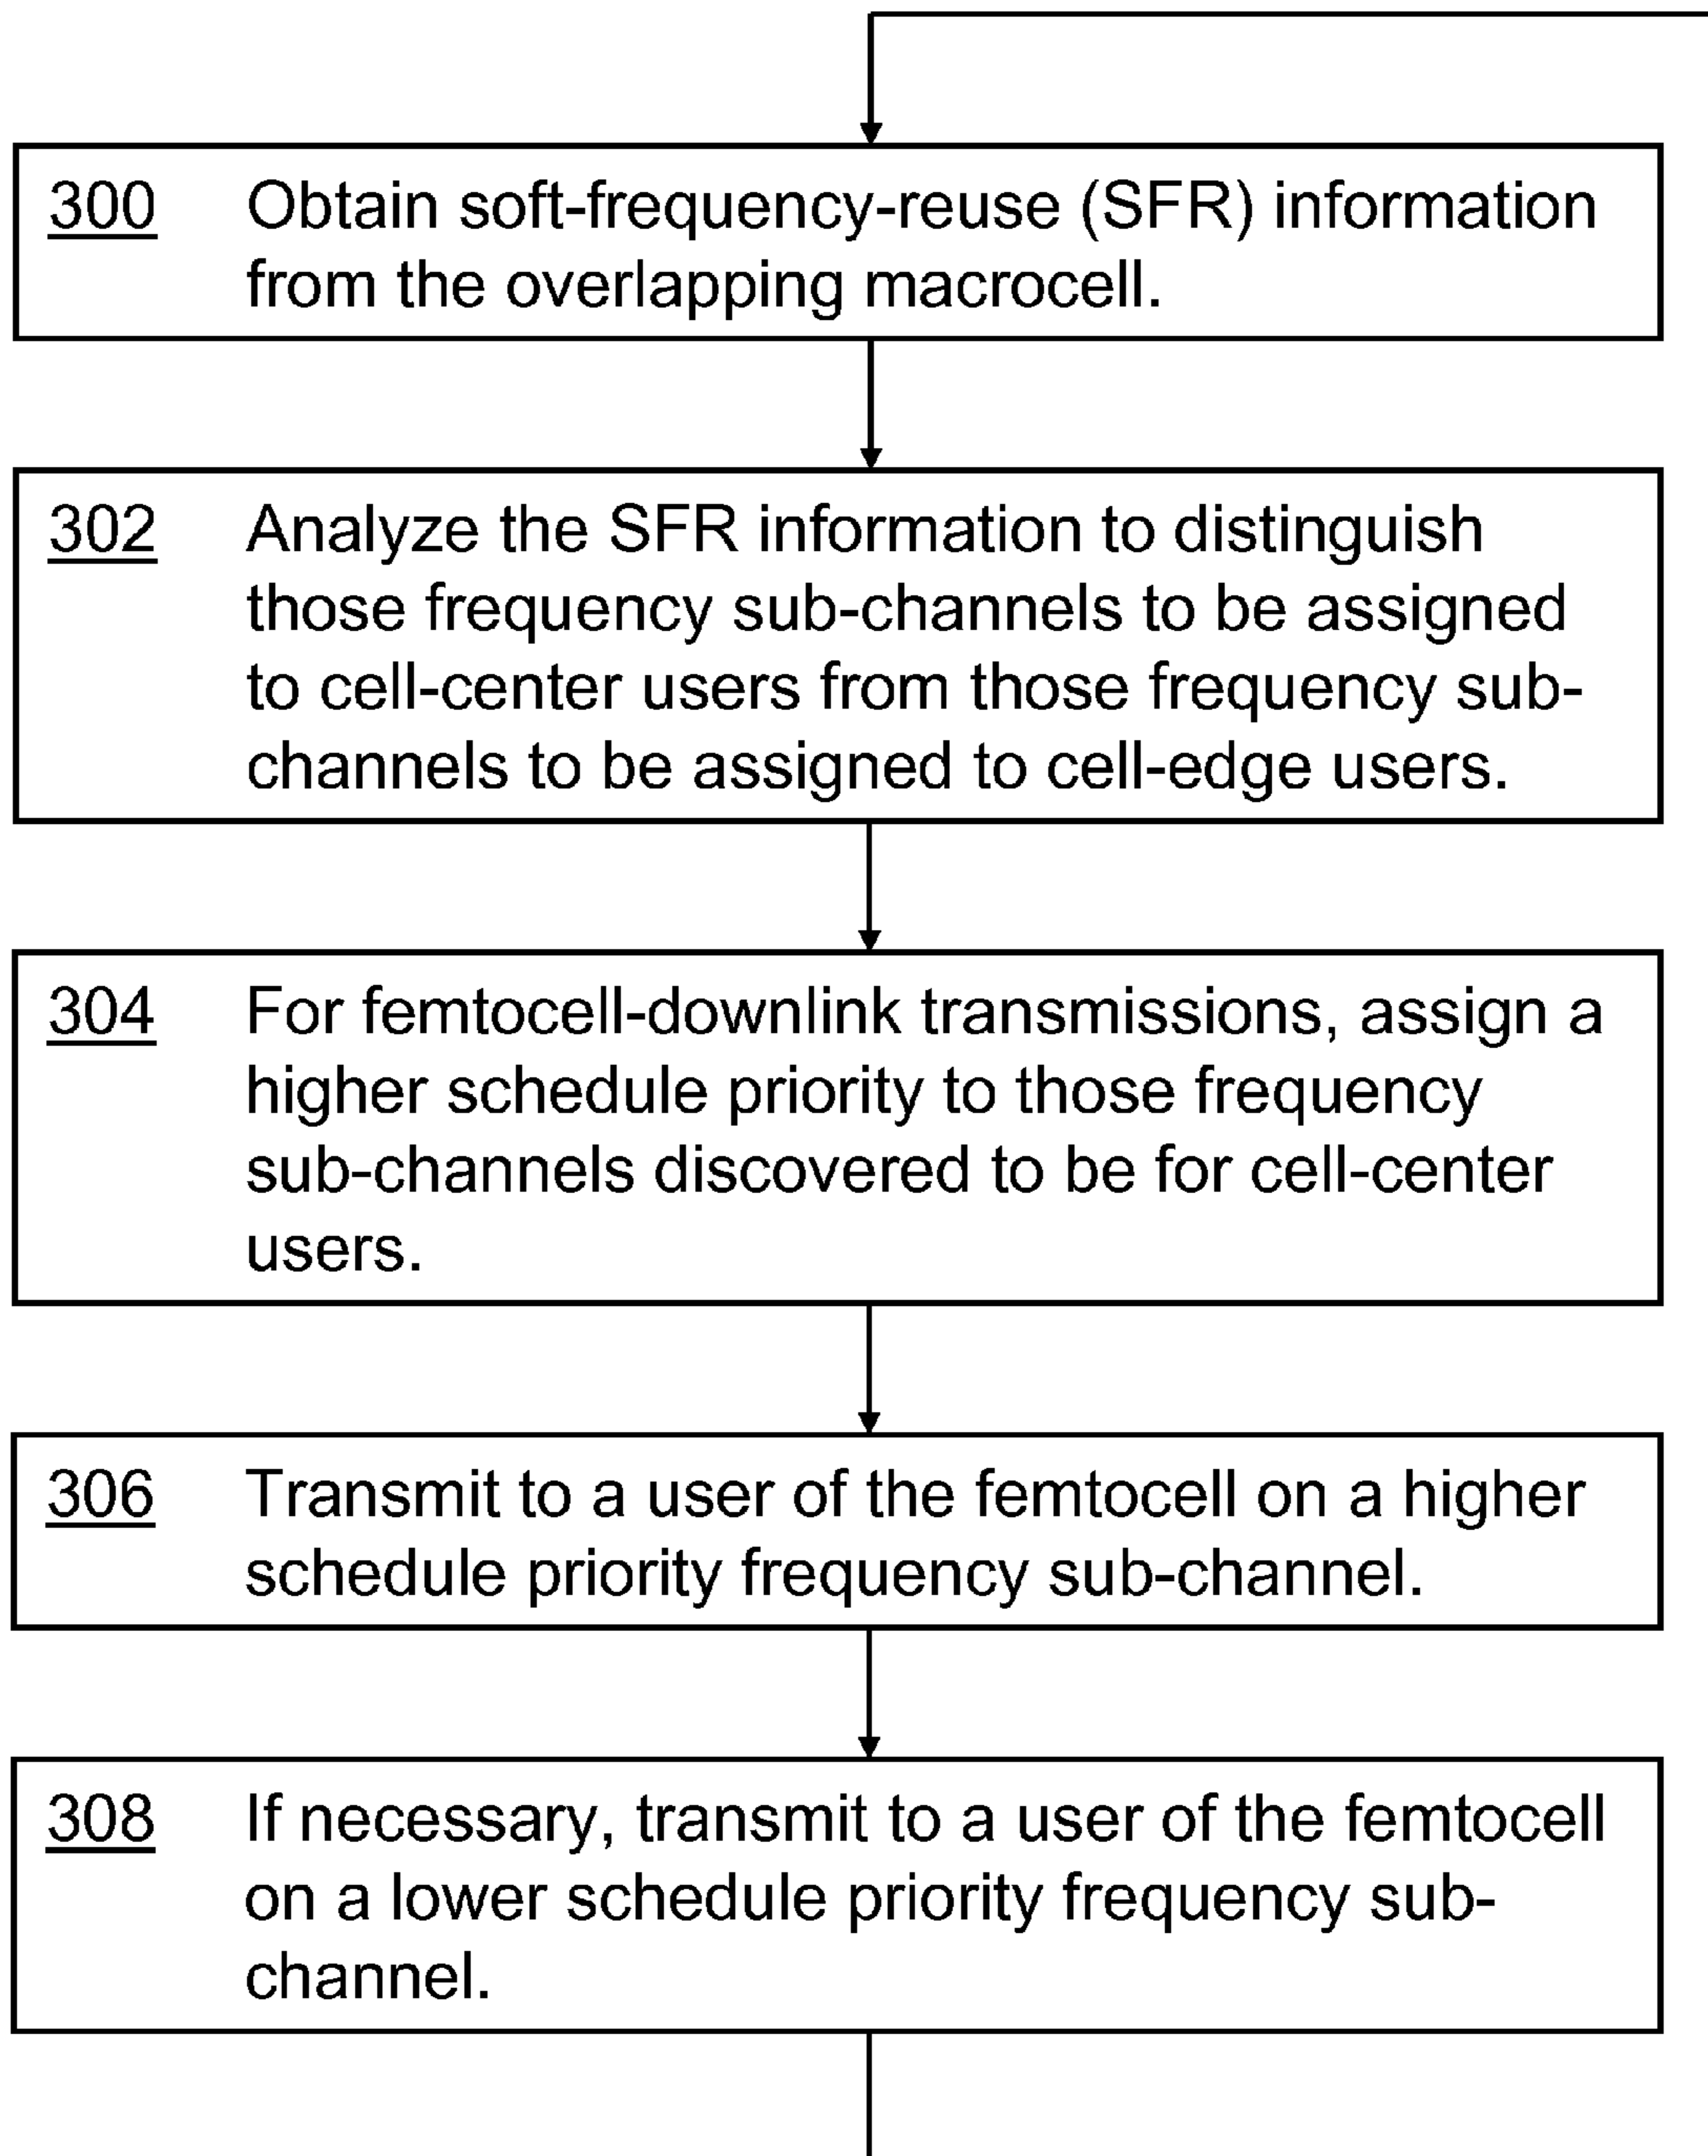 300 Obtain soft-frequency-reuse (SFR) information
from the overlapping macrocell.
302 Analyze the SFR information to distinguish
those frequency sub-channels to be assigned
to cell-center users from those frequency sub-
channels to be assigned to cell-edge users.
304 For femtocell-downlink transmissions, assign a
higher schedule priority to those frequency
sub-channels discovered to be for cell-center
users.
306 Transmit to a user of the femtocell on a higher
schedule priority frequency sub-channel.
308 If necessary, transmit to a user of the femtocell
on a lower schedule priority frequency sub-
channel.